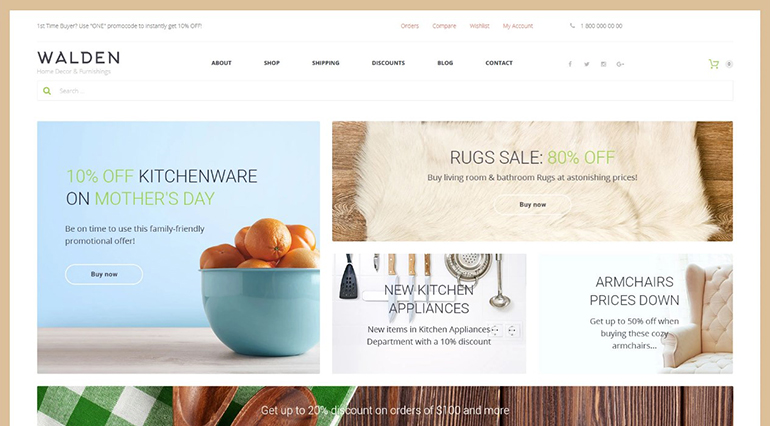 1st Time Buyer? Use "ONE" promocode to instantly get 10% OFF!
Orders
Compare
Wishlist
My Account
1 800 000 00 00
WALDEN
Home Decor & Furnishings
ABOUT
SHOP
SHIPPING
DISCOUNTS
BLOG
CONTACT
0
Search...
10% OFF KITCHENWARE
ON MOTHER'S DAY
Be on time to use this family-friendly
promotional offer!
Buy now
RUGS SALE: 80% OFF
Buy living room & bathroom Rugs at astonishing prices!
Buy now
NEW KITCHEN
APPLIANCES
New items in Kitchen Appliances
Department with a 10% discount
ARMCHAIRS
PRICES DOWN
Get up to 50% off when
buying these cozy
armchairs...
Get up to 20% discount on orders of $100 and more